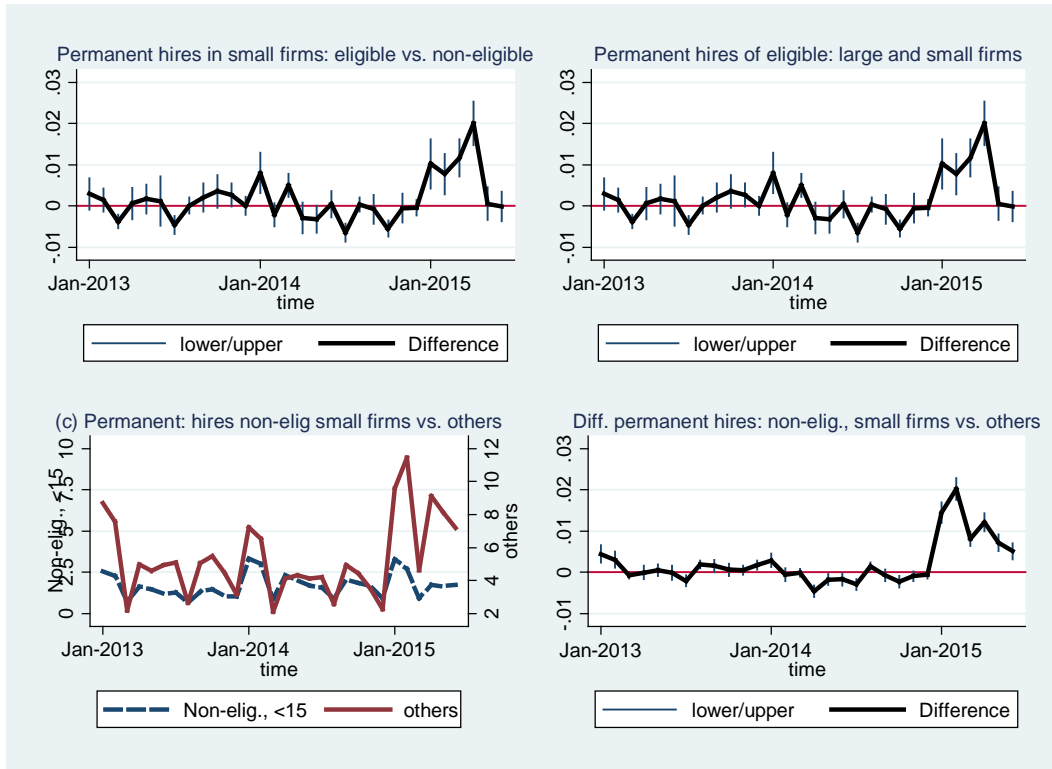 Permanent hires in small firms: eligible vs. non-eligible
.03
.02
.01
0
-.01
Jan-2013 Jan-2014 Jan-2015
time
lower/upper Difference
Permanent hires of eligible: large and small firms
.03
.02
.01
0
-.01
Jan-2013 Jan-2014 Jan-2015
time
lower/upper Difference
(c) Permanent: hires non-elig small firms vs. others
Non-elig., <15
10
7.5
5
2.5
0
12
10
8
6
4
2
others
Jan-2013 Jan-2014 Jan-2015
time
Non-elig., <15 others
Diff. permanent hires: non-elig., small firms vs. others
.03
.02
.01
0
-.01
Jan-2013 Jan-2014 Jan-2015
time
lower/upper Difference